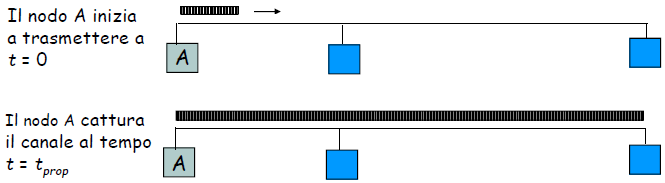 Il nodo A inizia
a trasmettere a
t = 0
A
Il nodo A cattura
il canale al tempo
t = tprop
A